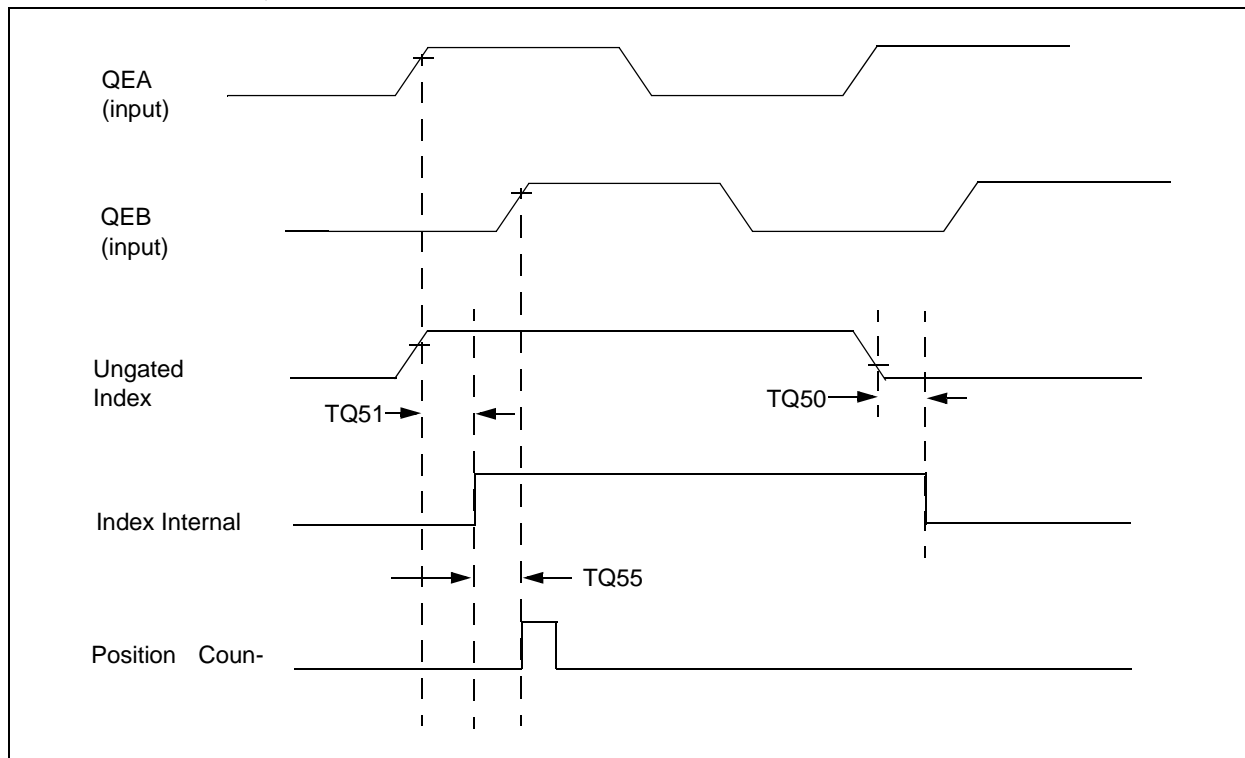 QEA
(input)
QEB
(input)
Ungated
Index
TQ51
TQ50
Index Internal
TQ55
Position Coun-